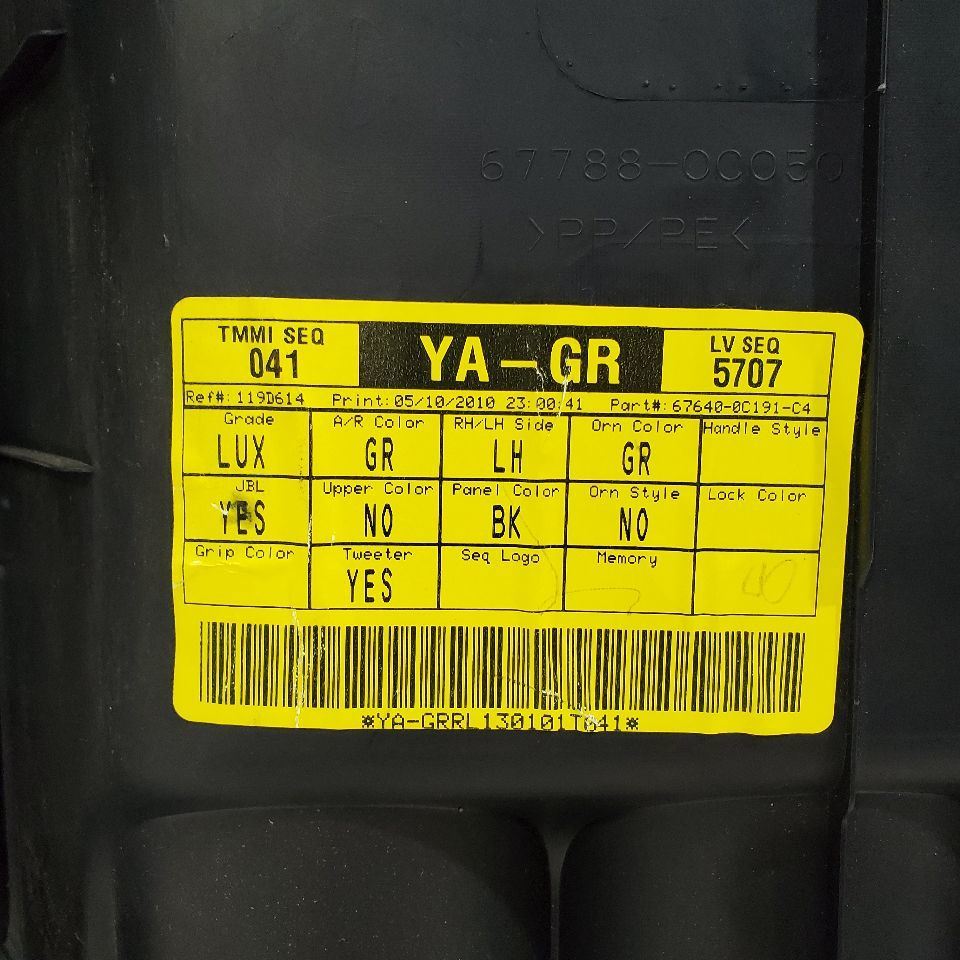 67788-0C050
>PP/PE<
TMMI SEQ
041
YA-GR
LV SEQ
5707
Ref#: 119D614 Print: 05/10/2010 23:00:41 Part#: 67640-0C191-C4
Grade A/R Color RH/LH Side Orn Color Handle Style
LUX GR LH GR
JBL Upper Color Panel Color Orn Style Lock Color
YES NO BK NO
Grip Color Tweeter Seq Logo Memory
YES
*YA-GRRL130101T041*